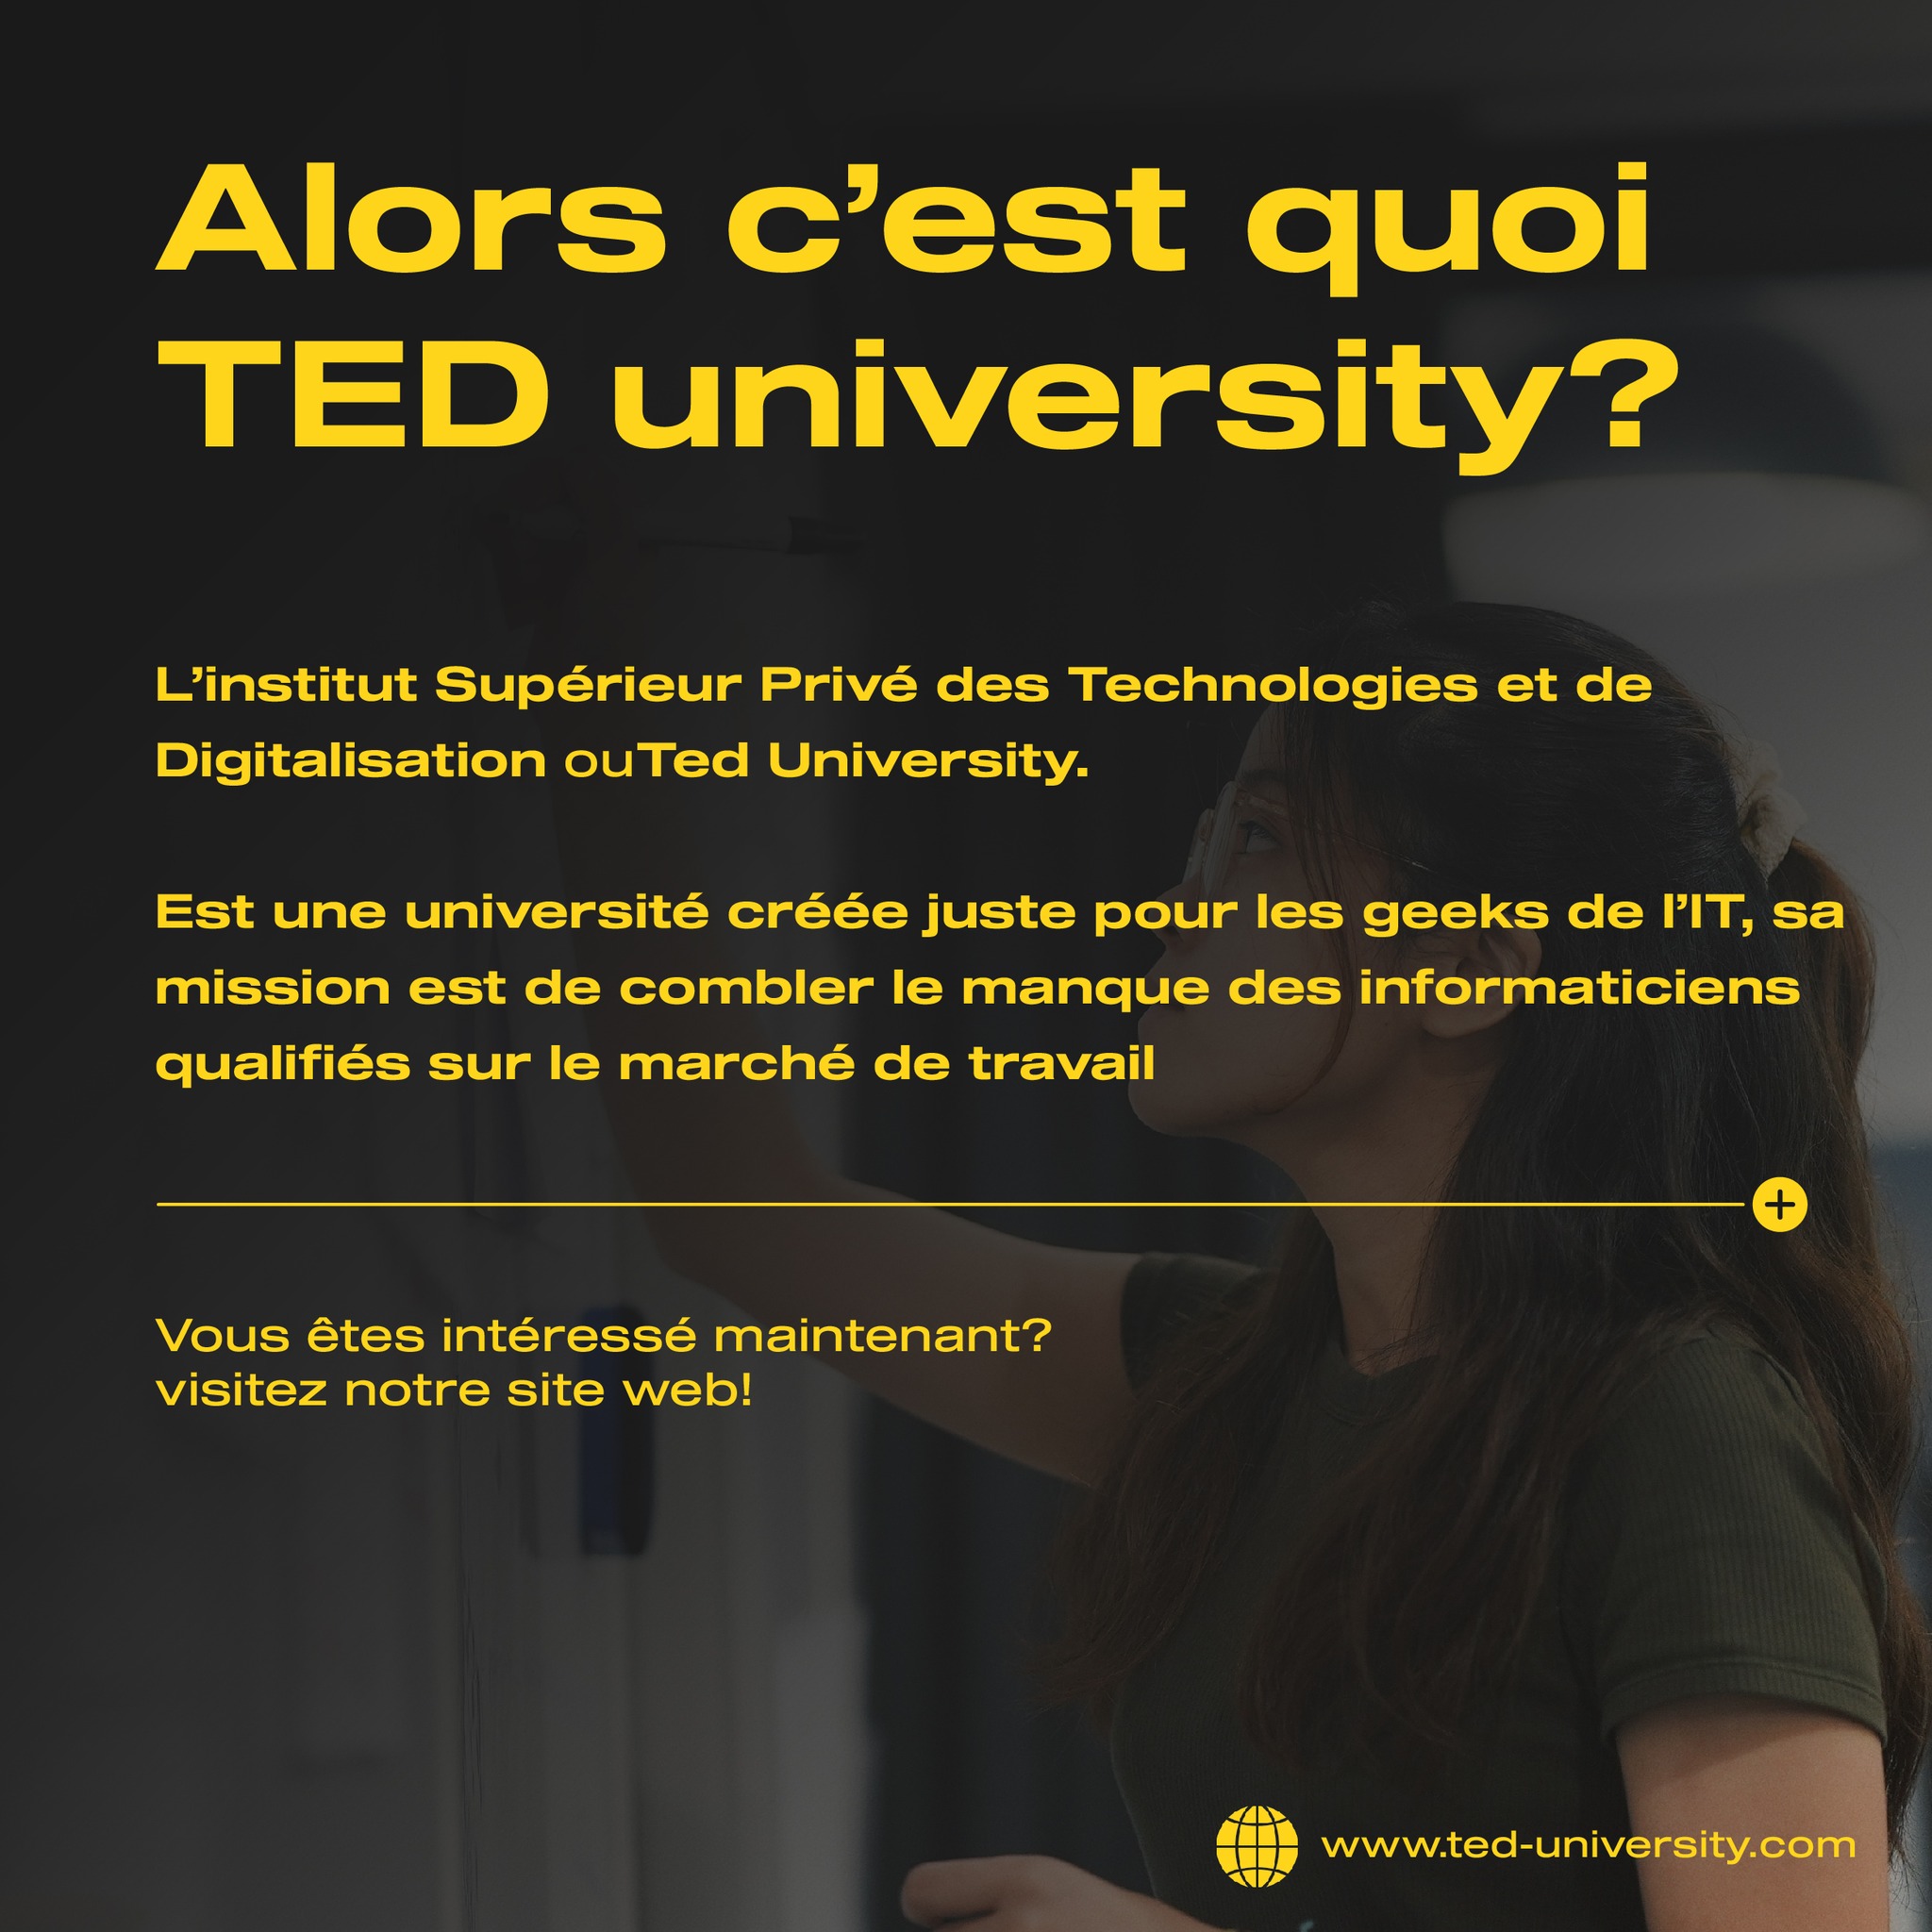 Alors c’est quoi
TED university?
L’institut Supérieur Privé des Technologies et de
Digitalisation ouTed University.
Est une université créée juste pour les geeks de l’IT, sa
mission est de combler le manque des informaticiens
qualifiés sur le marché de travail
Vous êtes intéressé maintenant?
visitez notre site web!
www.ted-university.com